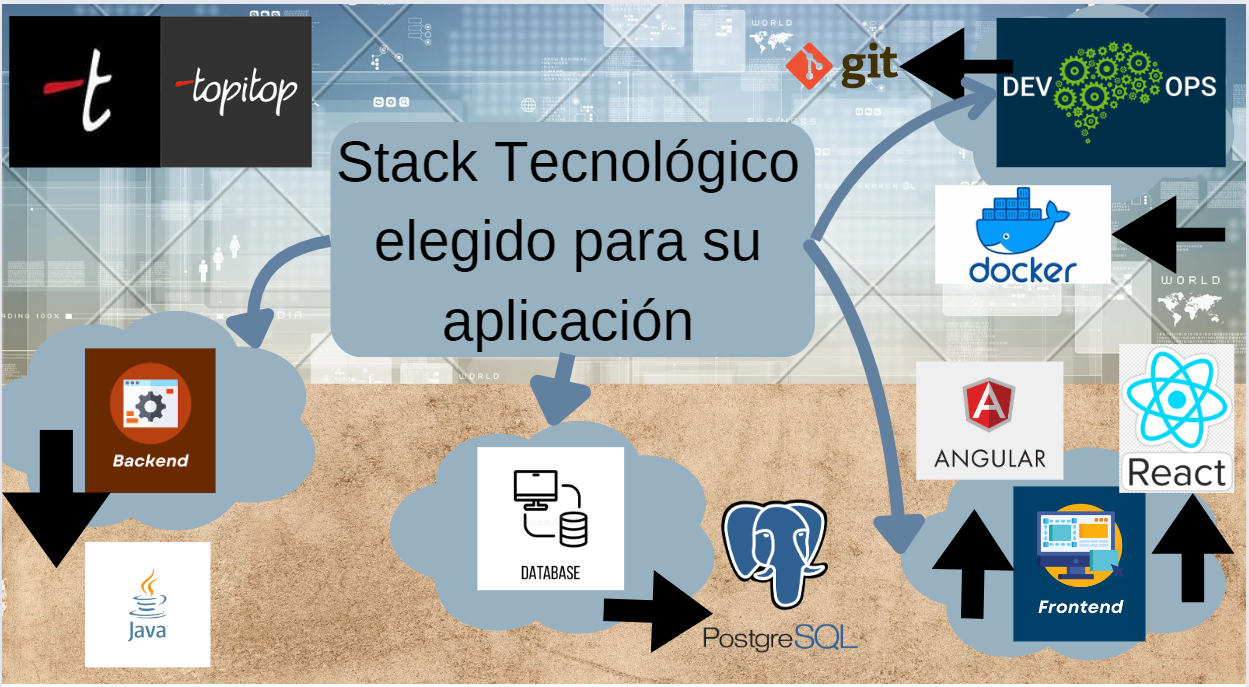 t
topitop
git
DEV OPS
WORLD
Stack Tecnológico
elegido para su
aplicación
docker
WORLD
Backend
Java
DATABASE
PostgreSQL
WORLD
ANGULAR
React
Frontend